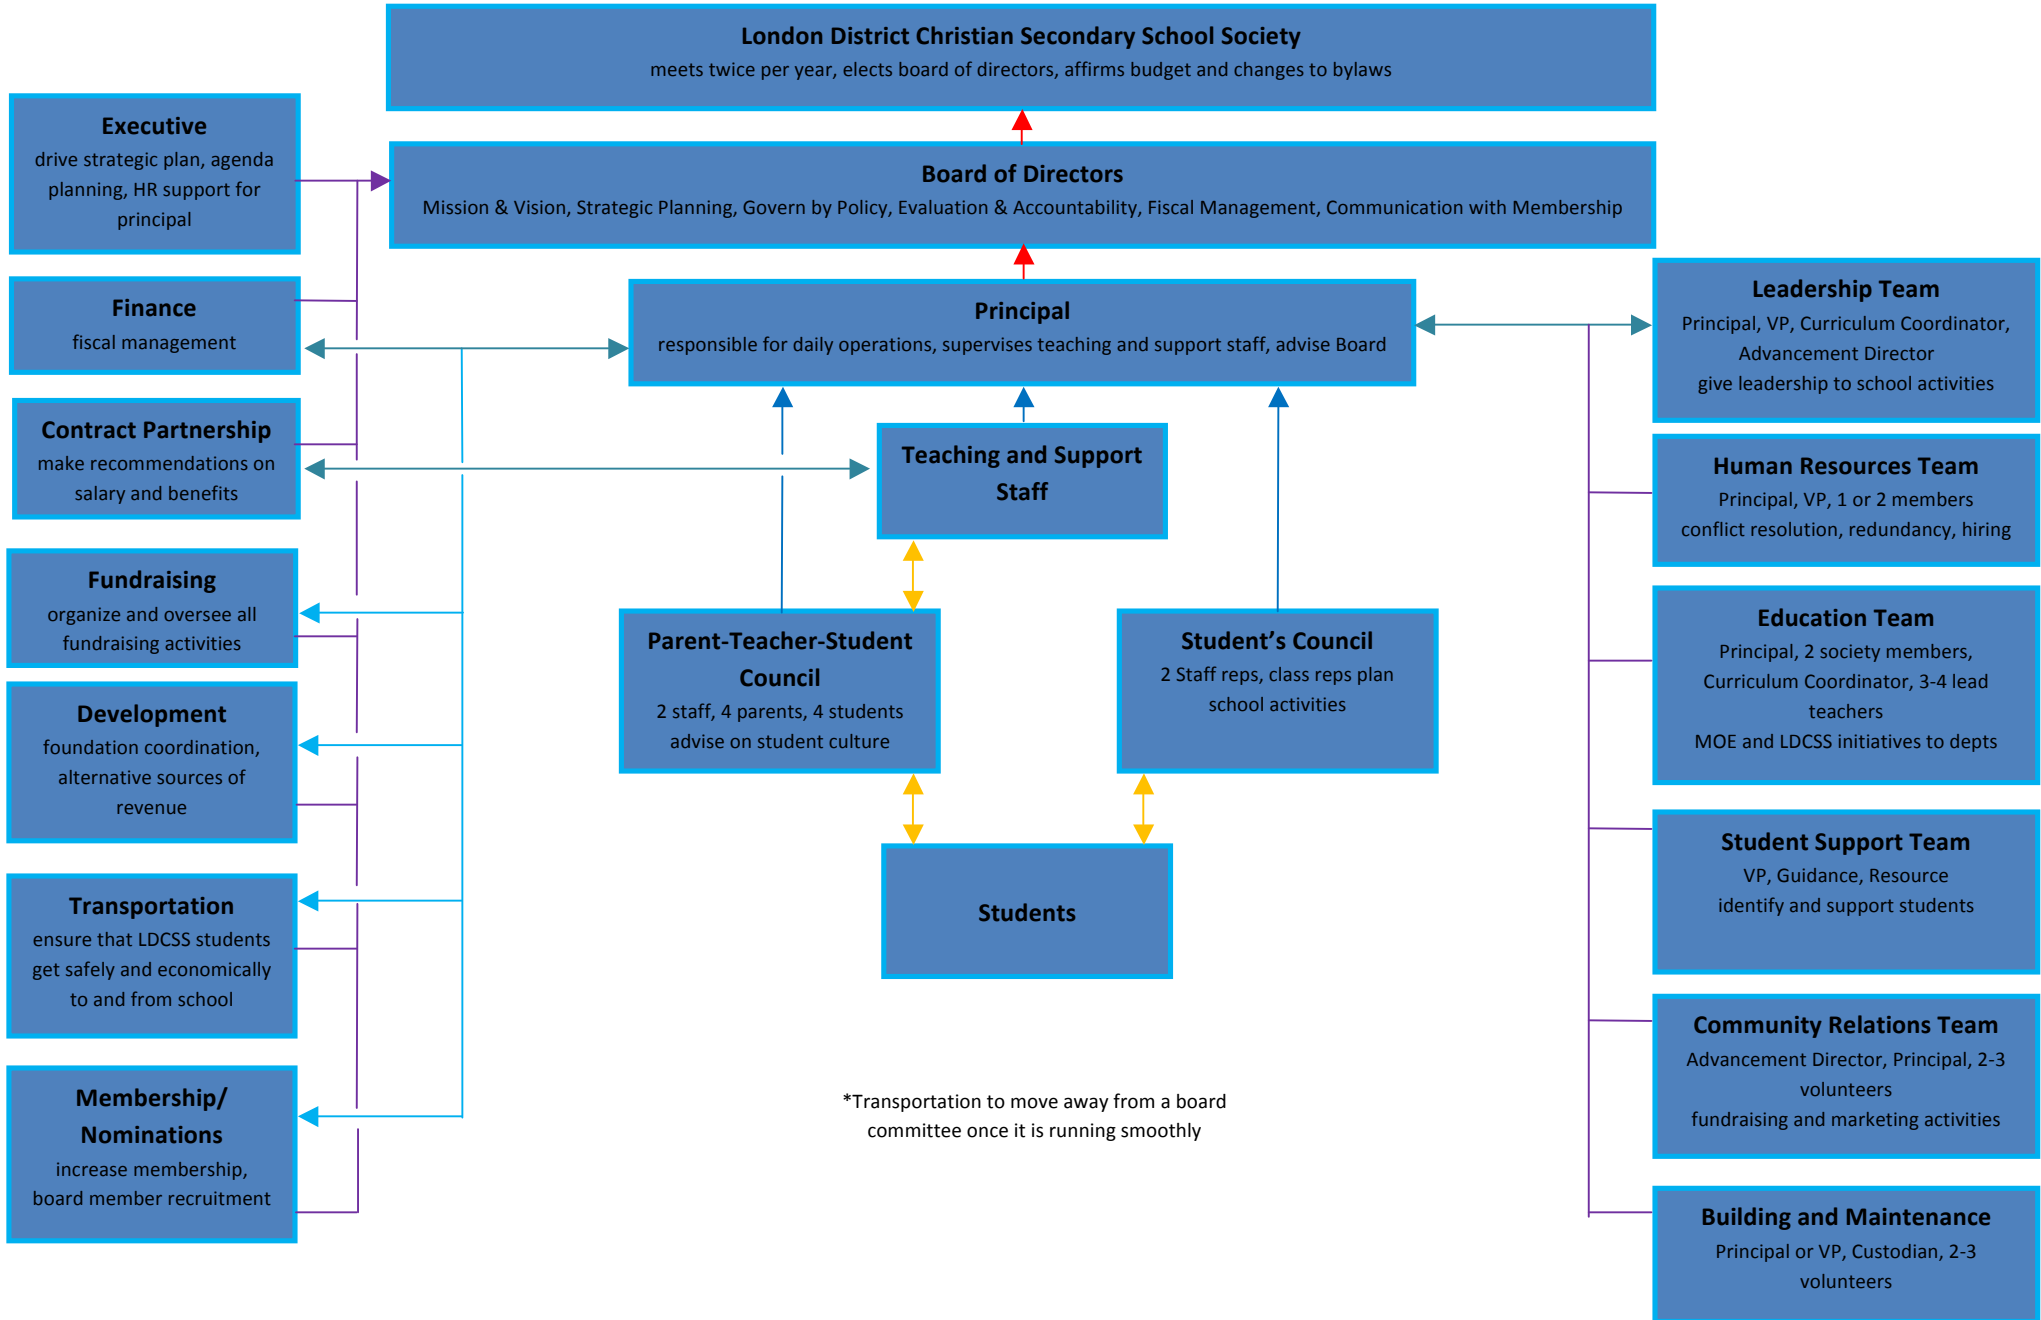 London District Christian Secondary School Society
meets twice per year, elects board of directors, affirms budget and changes to bylaws
Executive
drive strategic plan, agenda
planning, HR support for
principal
Board of Directors
Mission & Vision, Strategic Planning, Govern by Policy, Evaluation & Accountability, Fiscal Management, Communication with Membership
Finance
fiscal management
Principal
responsible for daily operations, supervises teaching and support staff, advise Board
Leadership Team
Principal, VP, Curriculum Coordinator,
Advancement Director
give leadership to school activities
Contract Partnership
make recommendations on
salary and benefits
Teaching and Support
Staff
Human Resources Team
Principal, VP, 1 or 2 members
conflict resolution, redundancy, hiring
Fundraising
organize and oversee all
fundraising activities
Parent-Teacher-Student
Council
2 staff, 4 parents, 4 students
advise on student culture
Student’s Council
2 Staff reps, class reps plan
school activities
Education Team
Principal, 2 society members,
Curriculum Coordinator, 3-4 lead
teachers
MOE and LDCSS initiatives to depts
Development
foundation coordination,
alternative sources of
revenue
Student Support Team
VP, Guidance, Resource
identify and support students
Transportation
ensure that LDCSS students
get safely and economically
to and from school
Students
Community Relations Team
Advancement Director, Principal, 2-3
volunteers
fundraising and marketing activities
Membership/
Nominations
increase membership,
board member recruitment
*Transportation to move away from a board
committee once it is running smoothly
Building and Maintenance
Principal or VP, Custodian, 2-3
volunteers